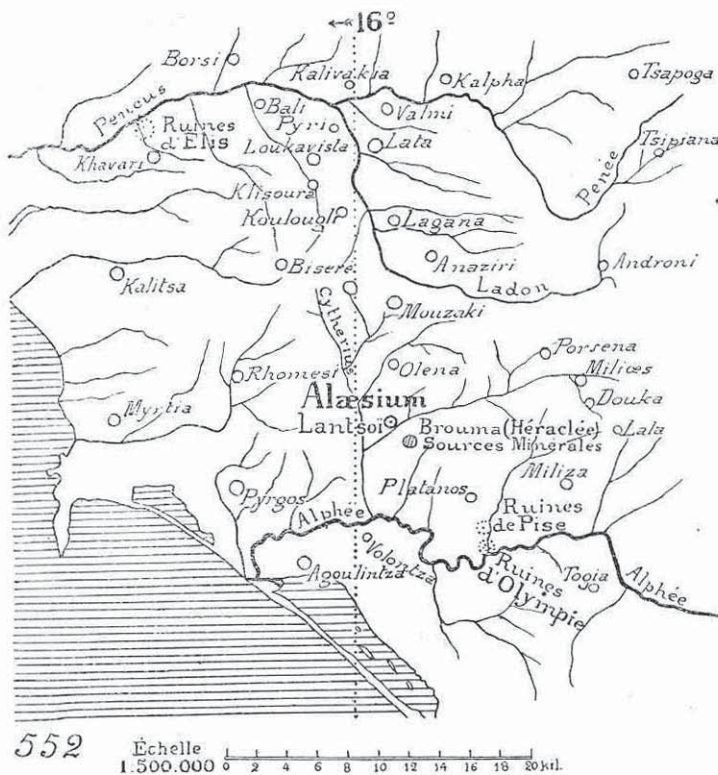 16°
Borsi
Kalivakia
Kalpha
Tsapoga
Peneus
Bali
Valmi
Ruines
d'Elis
Pyri
Loukavista
Lata
Khavari
Tsipiana
Penée
Klisoura
Koulougli
Lagana
Bisere
Anaziri
Androni
Kalitsa
Ladon
Cytherius
Mouzaki
Porsena
Rhomesi
Olena
Milices
Alæsium
Douka
Myrtia
Lantsoï
Brouma (Héraclée)
Sources Minérales
Lala
Pyrgos
Platanos
Miliza
Alphée
Ruines
de Pise
Volontza
Agoulintza
Ruines
d'Olympie
Togia
Alphée
552
Échelle
1:500.000
0 2 4 6 8 10 12 14 16 18 20 kil.